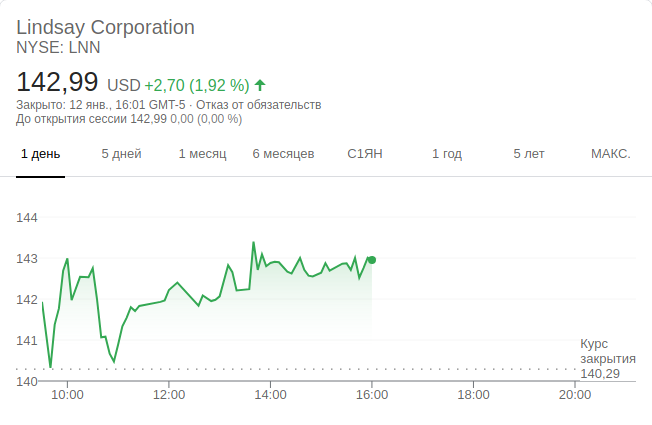 Lindsay Corporation
NYSE: LNN
142,99 USD +2,70 (1,92 %)
Закрыто: 12 янв., 16:01 GMT-5 · Отказ от обязательств
До открытия сессии 142,99 0,00 (0,00 %)
1 день 5 дней 1 месяц 6 месяцев С1ЯН 1 год 5 лет МАКС.
144
143
142
141
Курс
закрытия
140,29
140
10:00 12:00 14:00 16:00 18:00 20:00